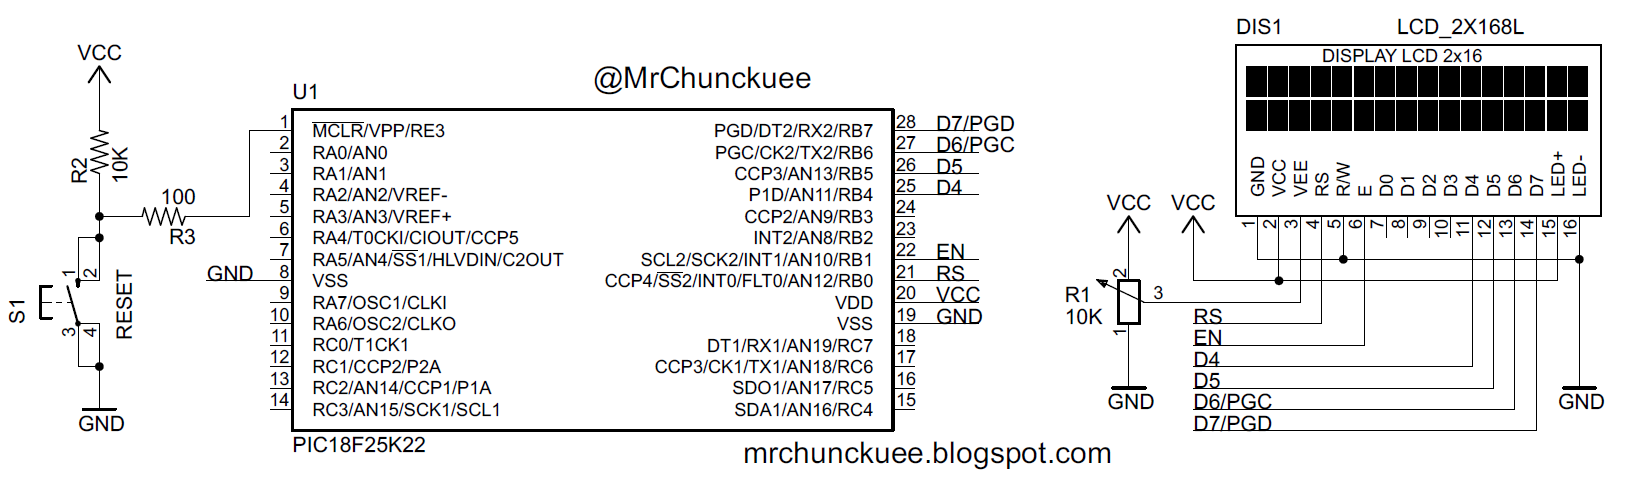 DIS1 LCD_2X168L
DISPLAY LCD 2x16
GND VCC VEE RS R/W E D0 D1 D2 D3 D4 D5 D6 D7 LED+ LED-
1 2 3 4 5 6 7 8 9 10 11 12 13 14 15 16
@MrChunckuee
VCC
R2
10K
100
R3
1 2
S1
RESET
3 4
GND
U1
1 MCLR/VPP/RE3
2 RA0/AN0
3 RA1/AN1
4 RA2/AN2/VREF-
5 RA3/AN3/VREF+
6 RA4/T0CKI/CIOUT/CCP5
7 RA5/AN4/SS1/HLVDIN/C2OUT
GND 8 VSS
9 RA7/OSC1/CLKI
10 RA6/OSC2/CLKO
11 RC0/T1CK1
12 RC1/CCP2/P2A
13 RC2/AN14/CCP1/P1A
14 RC3/AN15/SCK1/SCL1
PGD/DT2/RX2/RB7 28 D7/PGD
PGC/CK2/TX2/RB6 27 D6/PGC
CCP3/AN13/RB5 26 D5
P1D/AN11/RB4 25 D4
CCP2/AN9/RB3 24
INT2/AN8/RB2 23
SCL2/SCK2/INT1/AN10/RB1 22 EN
CCP4/SS2/INT0/FLT0/AN12/RB0 21 RS
VDD 20 VCC
VSS 19 GND
DT1/RX1/AN19/RC7 18
CCP3/CK1/TX1/AN18/RC6 17
SDO1/AN17/RC5 16
SDA1/AN16/RC4 15
PIC18F25K22
mrchunckuee.blogspot.com
VCC VCC
2
R1
10K
3
1
GND
RS
EN
D4
D5
D6/PGC
D7/PGD
GND